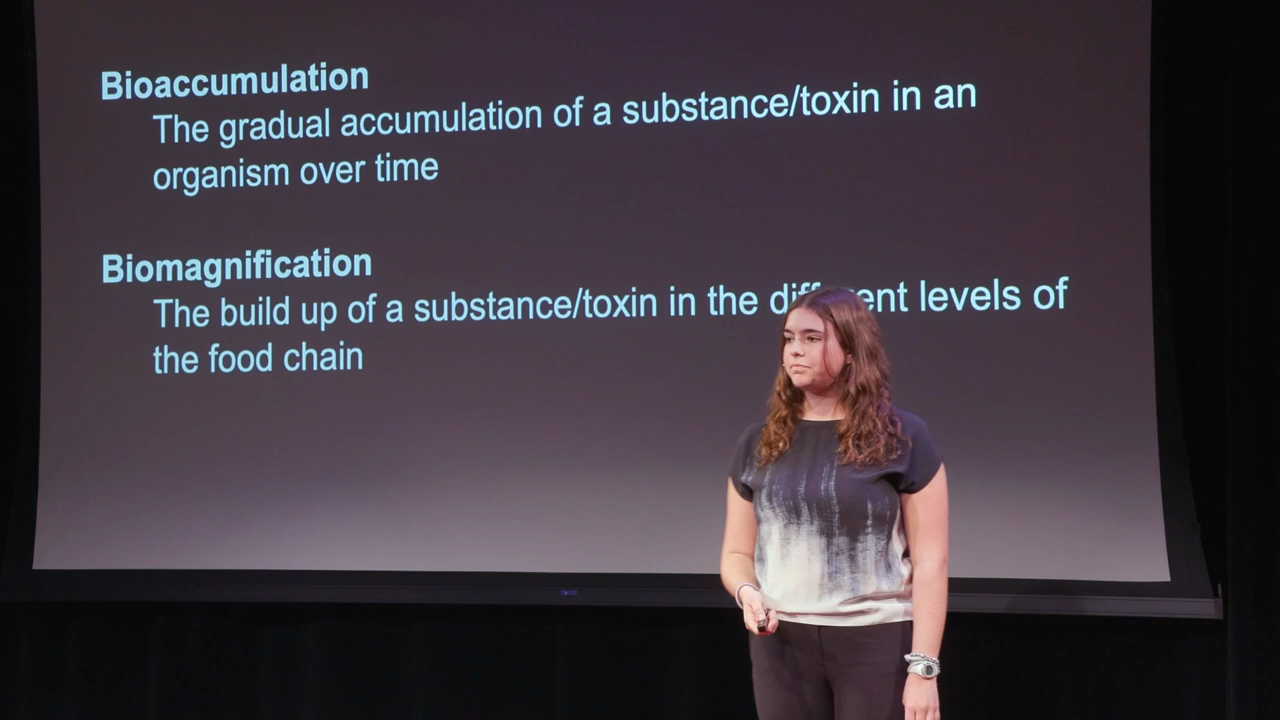 Bioaccumulation
The gradual accumulation of a substance/toxin in an
organism over time
Biomagnification
The build up of a substance/toxin in the different levels of
the food chain